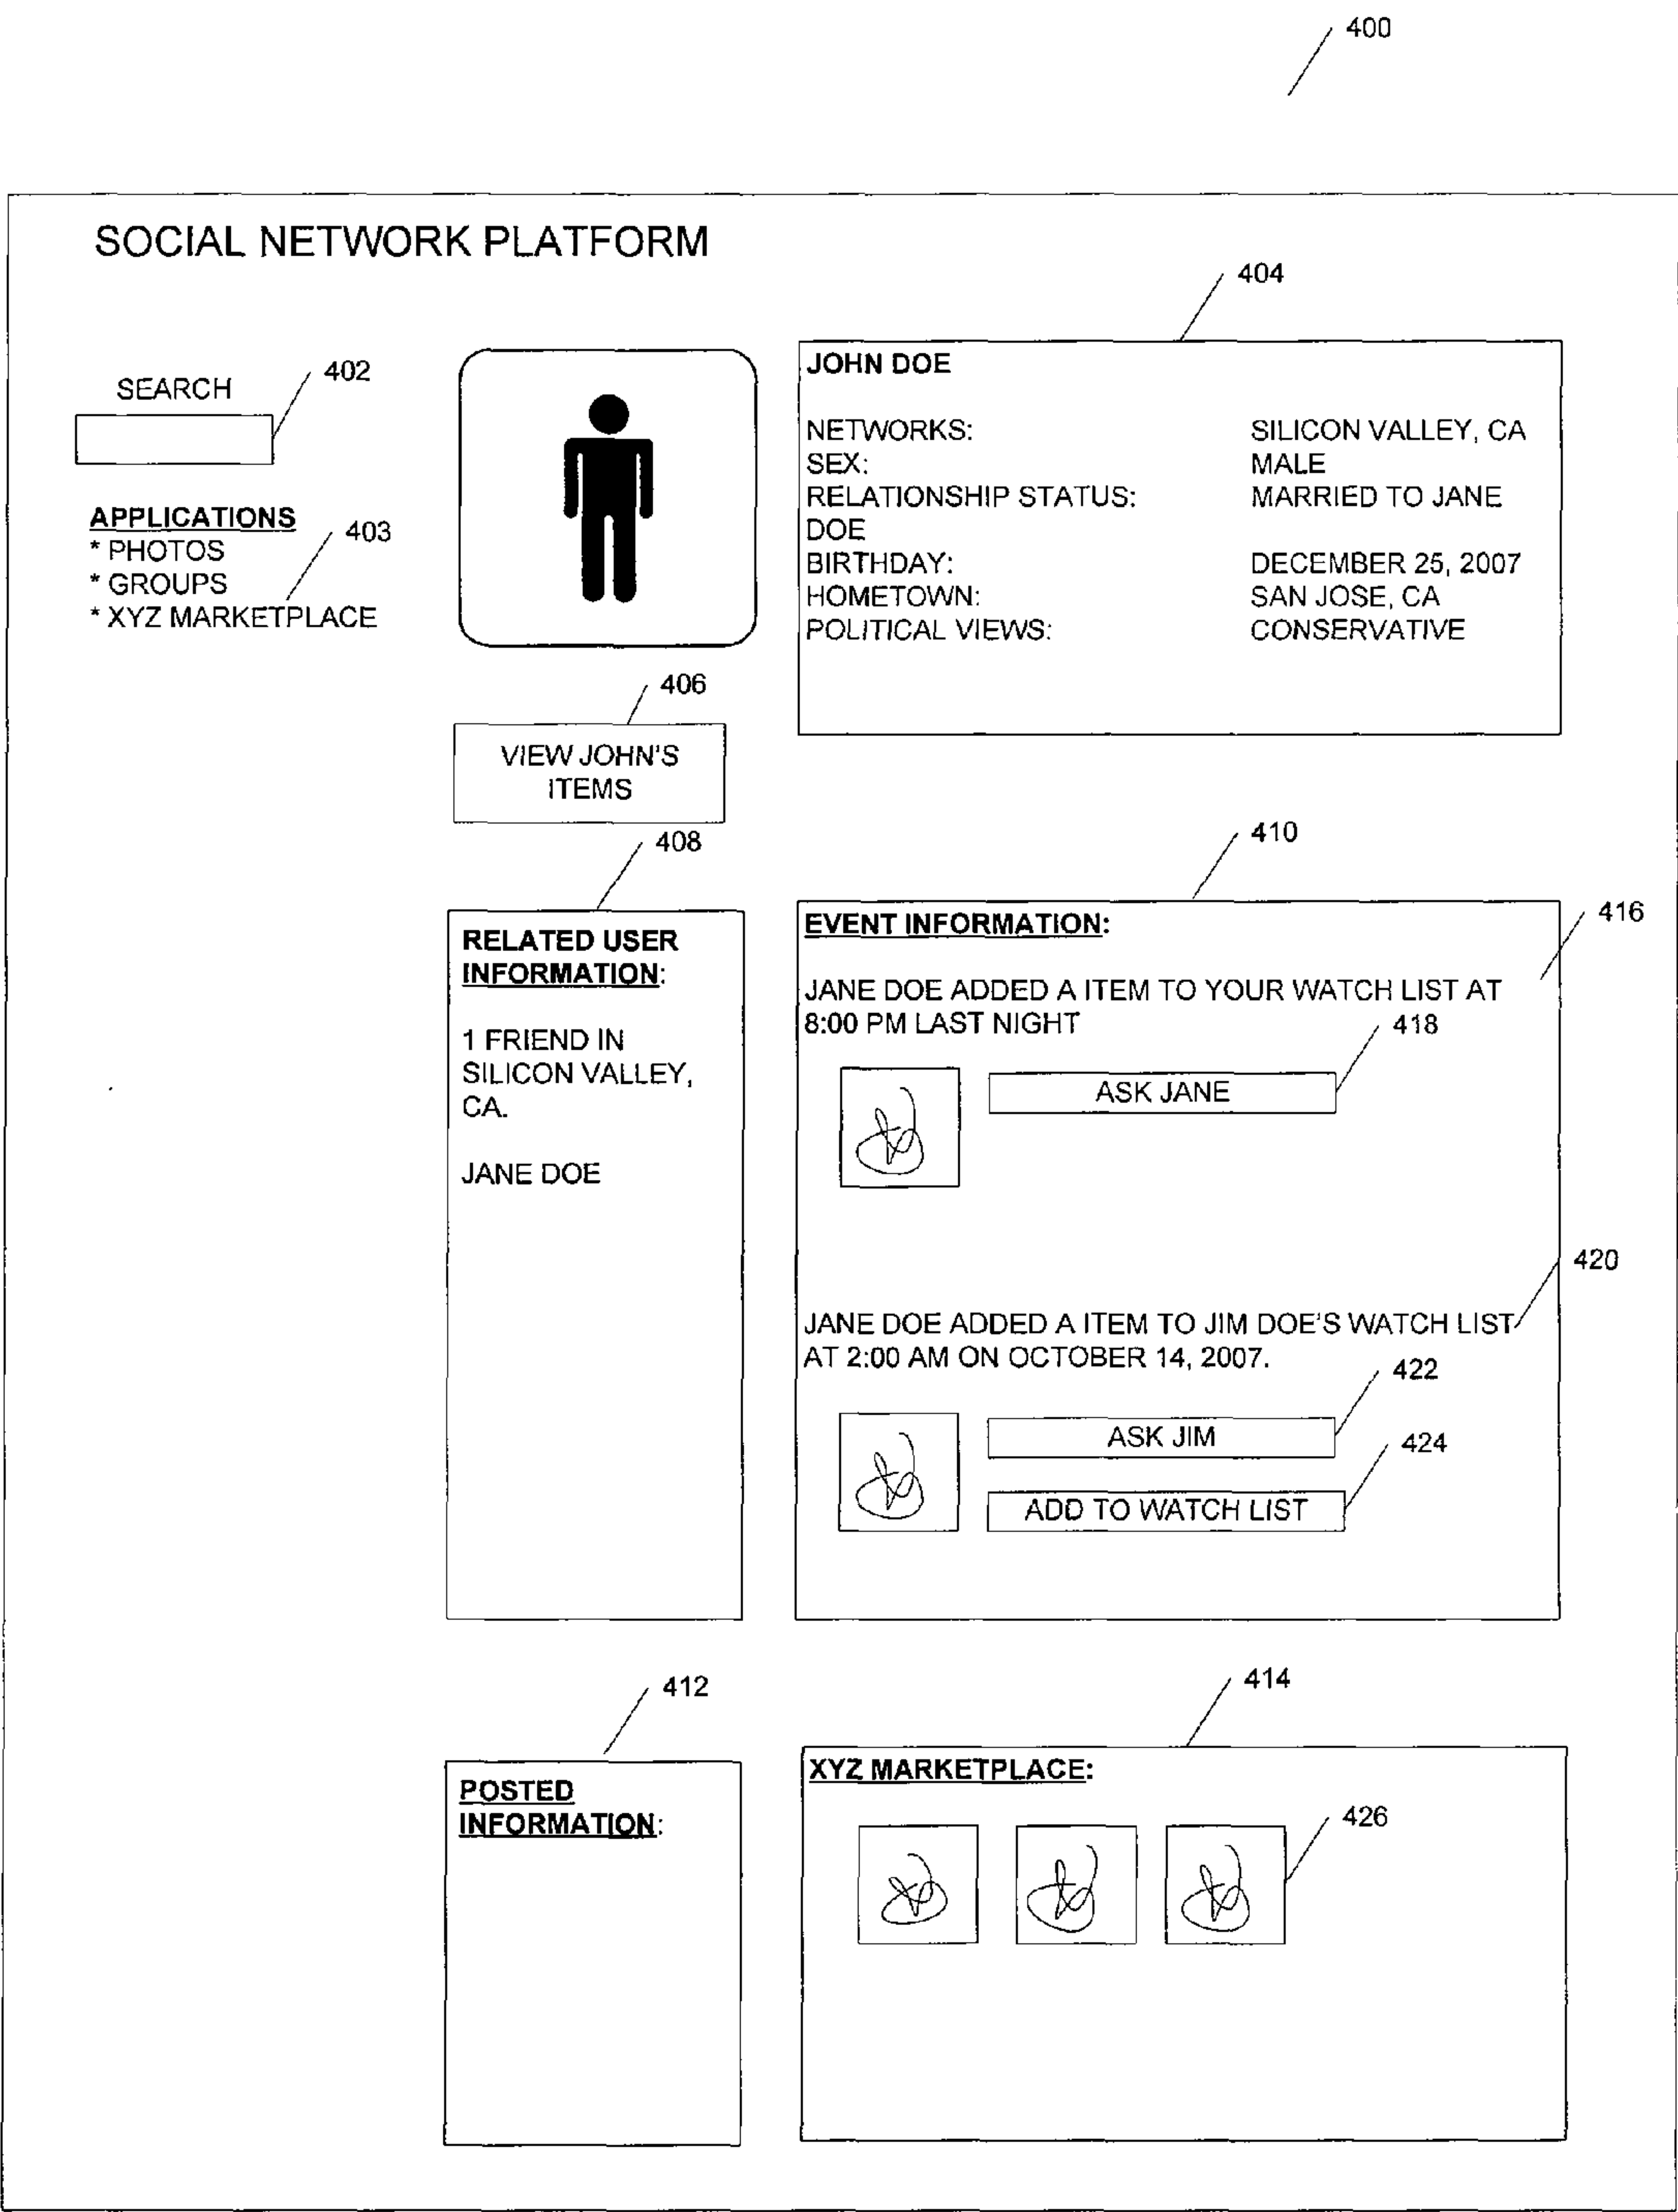 400
SOCIAL NETWORK PLATFORM
404
SEARCH
402
APPLICATIONS
403
* PHOTOS
* GROUPS
* XYZ MARKETPLACE
JOHN DOE
NETWORKS: SILICON VALLEY, CA
SEX: MALE
RELATIONSHIP STATUS: MARRIED TO JANE
DOE
BIRTHDAY: DECEMBER 25, 2007
HOMETOWN: SAN JOSE, CA
POLITICAL VIEWS: CONSERVATIVE
406
VIEW JOHN'S
ITEMS
408
RELATED USER
INFORMATION:
1 FRIEND IN
SILICON VALLEY,
CA.
JANE DOE
410
EVENT INFORMATION:
416
JANE DOE ADDED A ITEM TO YOUR WATCH LIST AT
8:00 PM LAST NIGHT
418
ASK JANE
420
JANE DOE ADDED A ITEM TO JIM DOE'S WATCH LIST
AT 2:00 AM ON OCTOBER 14, 2007.
422
ASK JIM
424
ADD TO WATCH LIST
412
POSTED
INFORMATION:
414
XYZ MARKETPLACE:
426